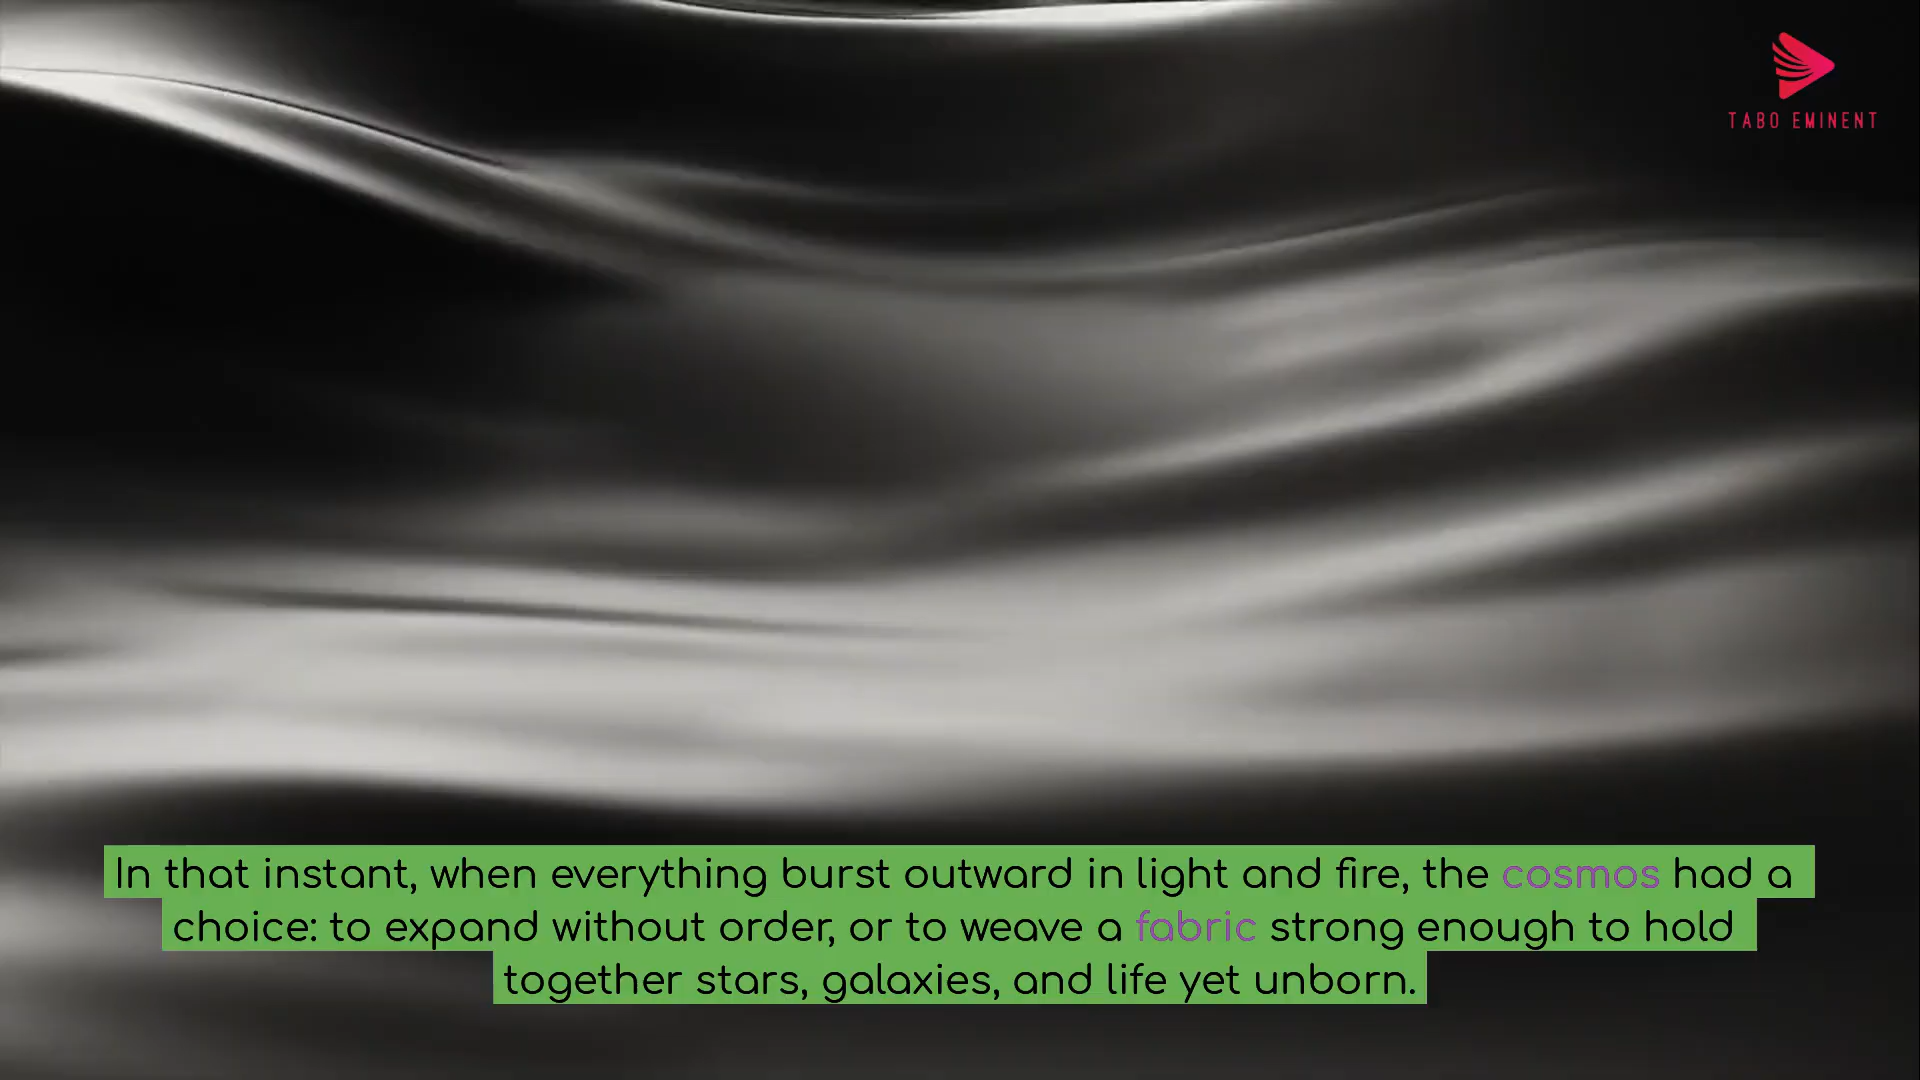 TABO EMINENT
In that instant, when everything burst outward in light and fire, the cosmos had a
choice: to expand without order, or to weave a fabric strong enough to hold
together stars, galaxies, and life yet unborn.